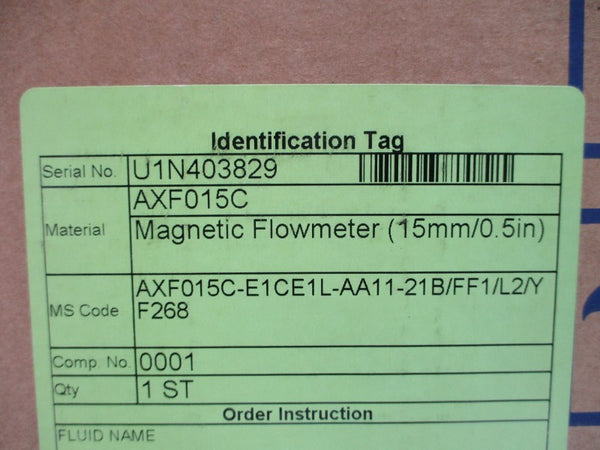 Identification Tag
Serial No. U1N403829
AXF015C
Material Magnetic Flowmeter (15mm/0.5in)
MS Code AXF015C-E1CE1L-AA11-21B/FF1/L2/Y
F268
Comp. No. 0001
Qty 1 ST
Order Instruction
FLUID NAME